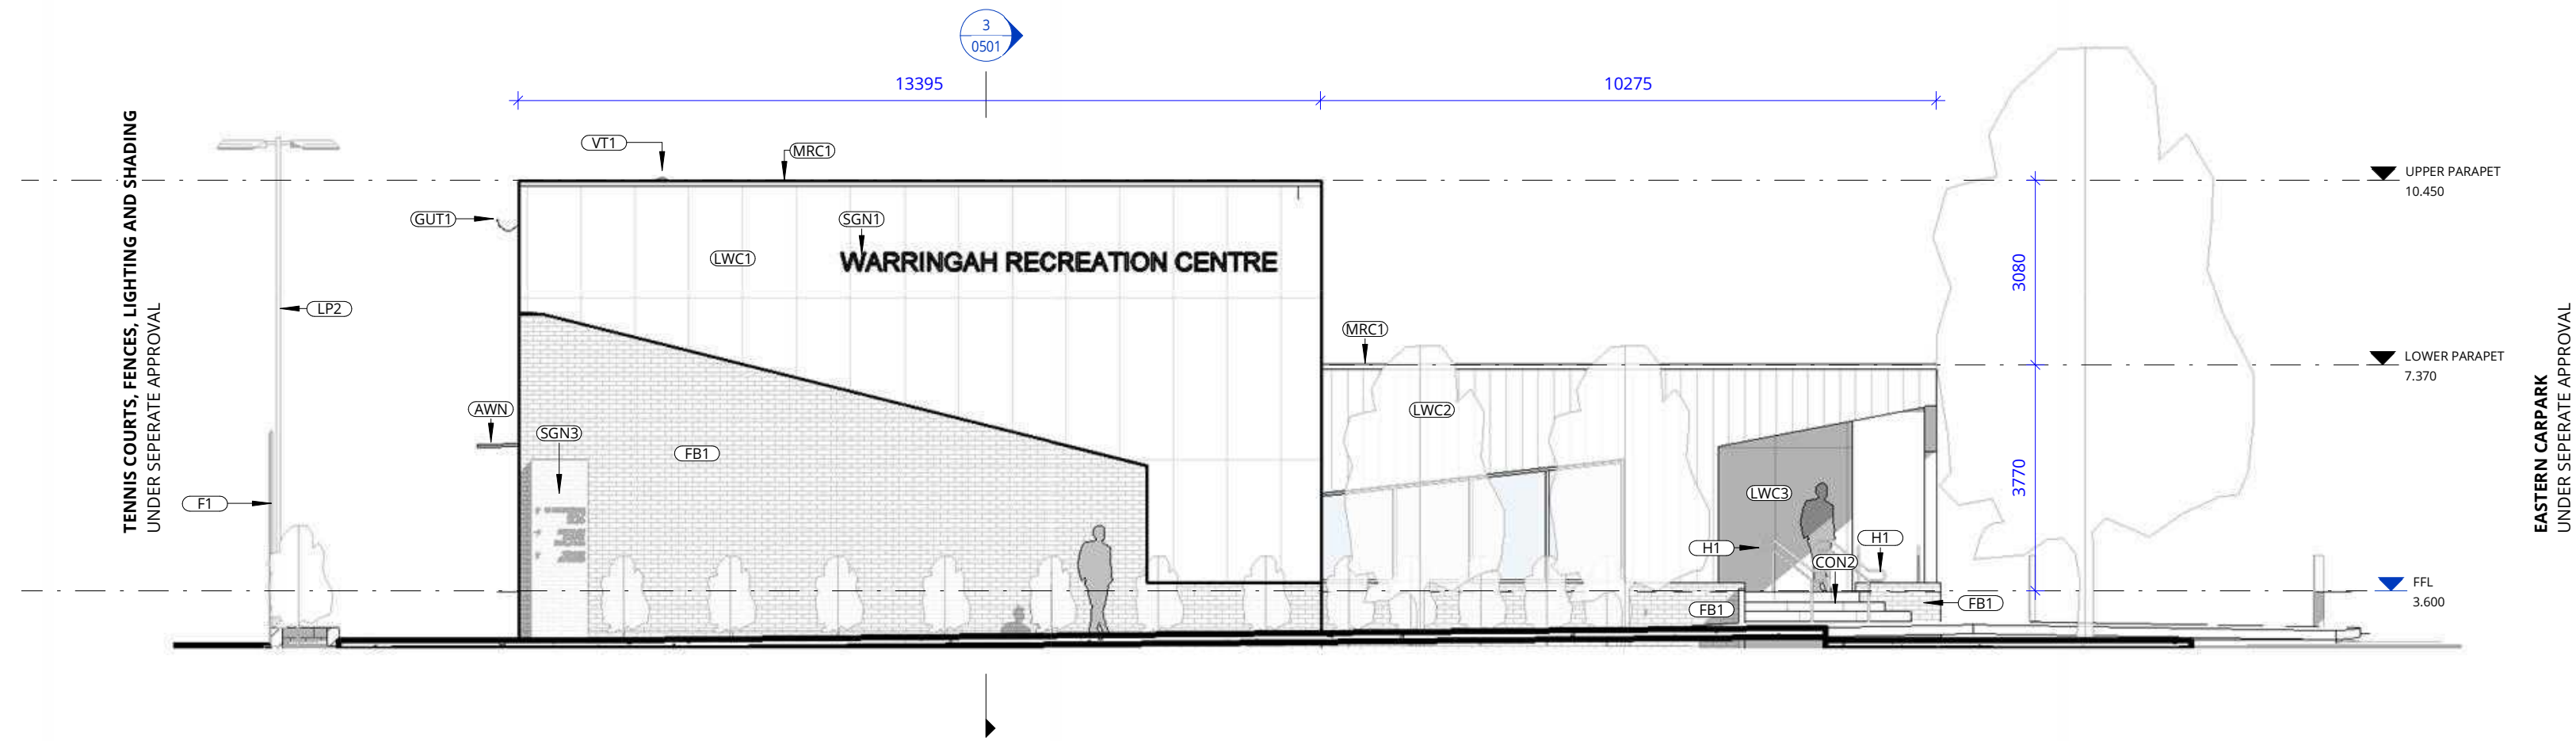 3
0501
13395
10275
VT1
MRC1
UPPER PARAPET
10.450
GUT1
SGN1
LWC1
WARRINGAH RECREATION CENTRE
3080
LP2
TENNIS COURTS, FENCES, LIGHTING AND SHADING
UNDER SEPERATE APPROVAL
MRC1
LOWER PARAPET
7.370
AWN
LWC2
SGN3
FB1
3770
EASTERN CARPARK
UNDER SEPERATE APPROVAL
F1
LWC3
H1
H1
CON2
FFL
3.600
FB1
FB1